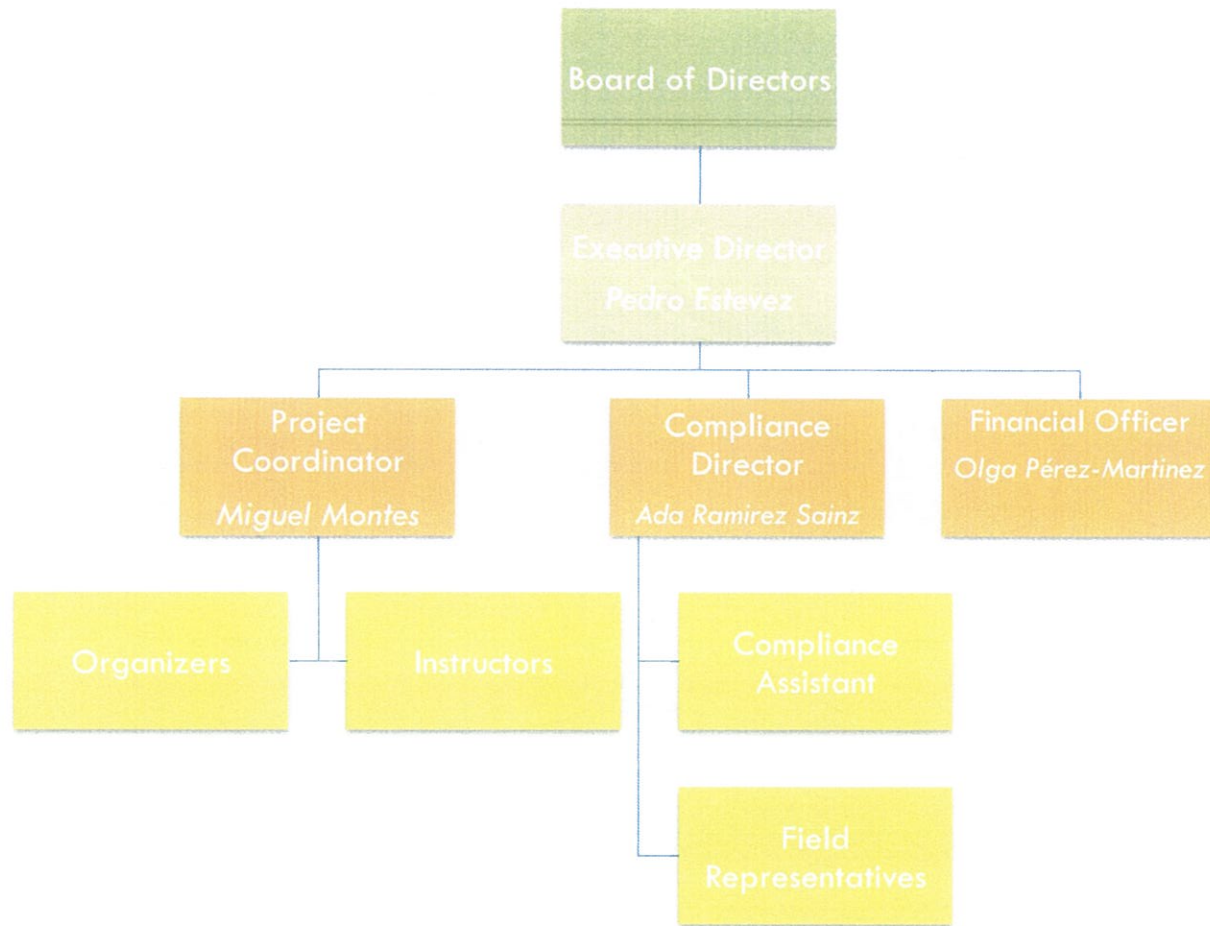 Board of Directors
Executive Director
Pedro Estevez
Project
Coordinator
Miguel Montes
Compliance
Director
Ada Ramirez Sainz
Financial Officer
Olga Pérez-Martinez
Organizers
Instructors
Compliance
Assistant
Field
Representatives